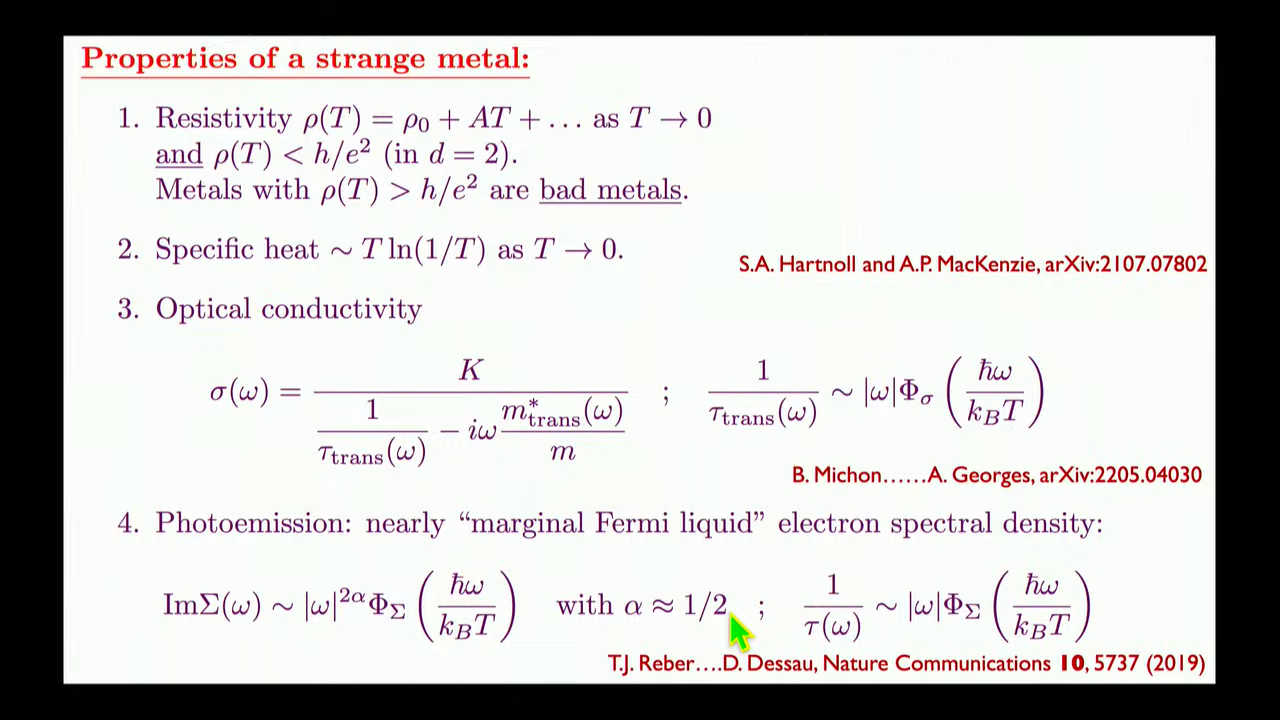 Properties of a strange metal:
1. Resistivity ρ(T) = ρ₀ + AT + … as T → 0
and ρ(T) < h/e² (in d = 2).
Metals with ρ(T) > h/e² are bad metals.
2. Specific heat ∼ T ln(1/T) as T → 0.
S.A. Hartnoll and A.P. MacKenzie, arXiv:2107.07802
3. Optical conductivity
σ(ω) = K / (1/τ_trans(ω) − iω m*_trans(ω)/m) ; 1/τ_trans(ω) ∼ |ω|Φ_σ (ħω/k_BT)
B. Michon……A. Georges, arXiv:2205.04030
4. Photoemission: nearly “marginal Fermi liquid” electron spectral density:
ImΣ(ω) ∼ |ω|^{2α}Φ_Σ (ħω/k_BT) with α ≈ 1/2 ; 1/τ(ω) ∼ |ω|Φ_Σ (ħω/k_BT)
T.J. Reber….D. Dessau, Nature Communications 10, 5737 (2019)